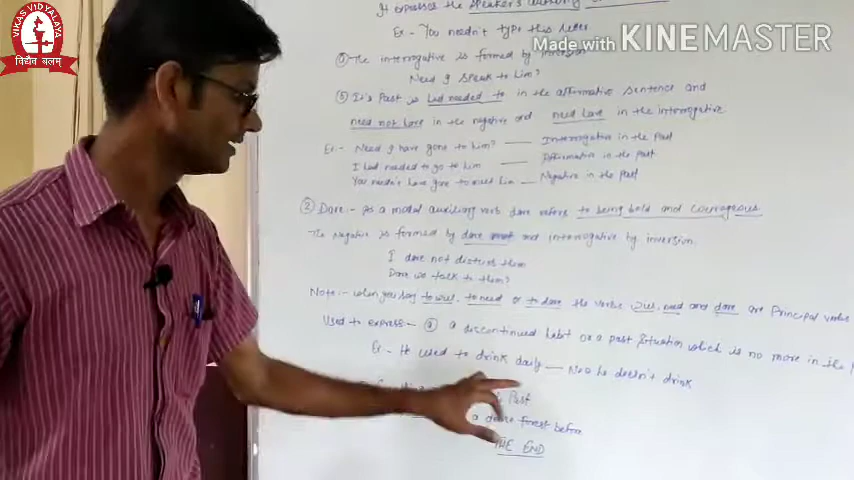 VIKAS VIDYALAYA
विद्यैव बलम्
Made with KINEMASTER
It expresses the speaker's authority
Ex - You needn't type this letter
④ The interrogative is formed by inversion
Need I speak to him?
⑤ It's Past is had needed to in the affirmative sentence and
need not have in the negative and need have in the interrogative
Ex:- Need I have gone to him? —— Interrogative in the past
I had needed to go to him —— Affirmative in the past
You needn't have gone to meet him — Negative in the past
② Dare:- As a modal auxiliary verb dare refers to being bold and courageous
The Negative is formed by dare not and interrogative by inversion.
I dare not disturb them
Dare we talk to them?
Note:- when you say to use, to need or to dare the verbs use, need and dare are Principal verbs
Used to express - ⓐ a discontinued habit or a past situation which is no more in the
Ex - He used to drink daily — Now he doesn't drink
Past
a dense forest before
THE END